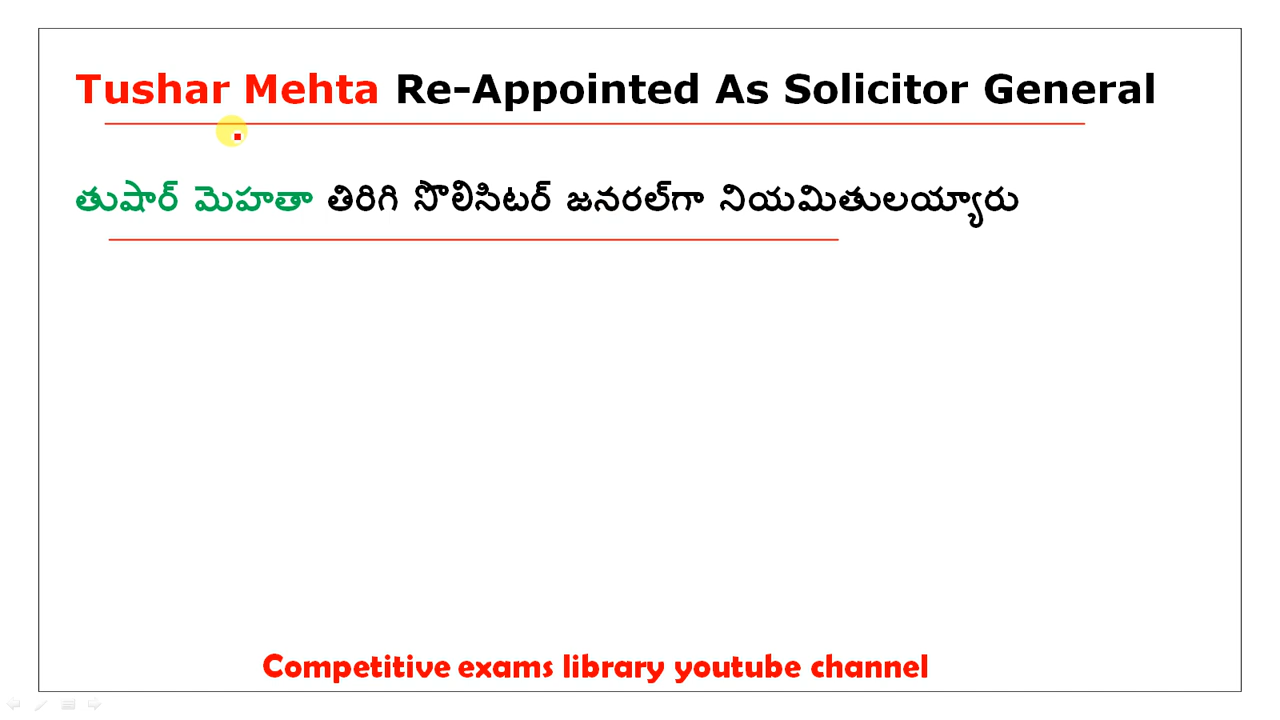 Tushar Mehta Re-Appointed As Solicitor General
తుషార్ మెహతా తిరిగి సొలిసిటర్ జనరల్‌గా నియమితులయ్యారు
Competitive exams library youtube channel